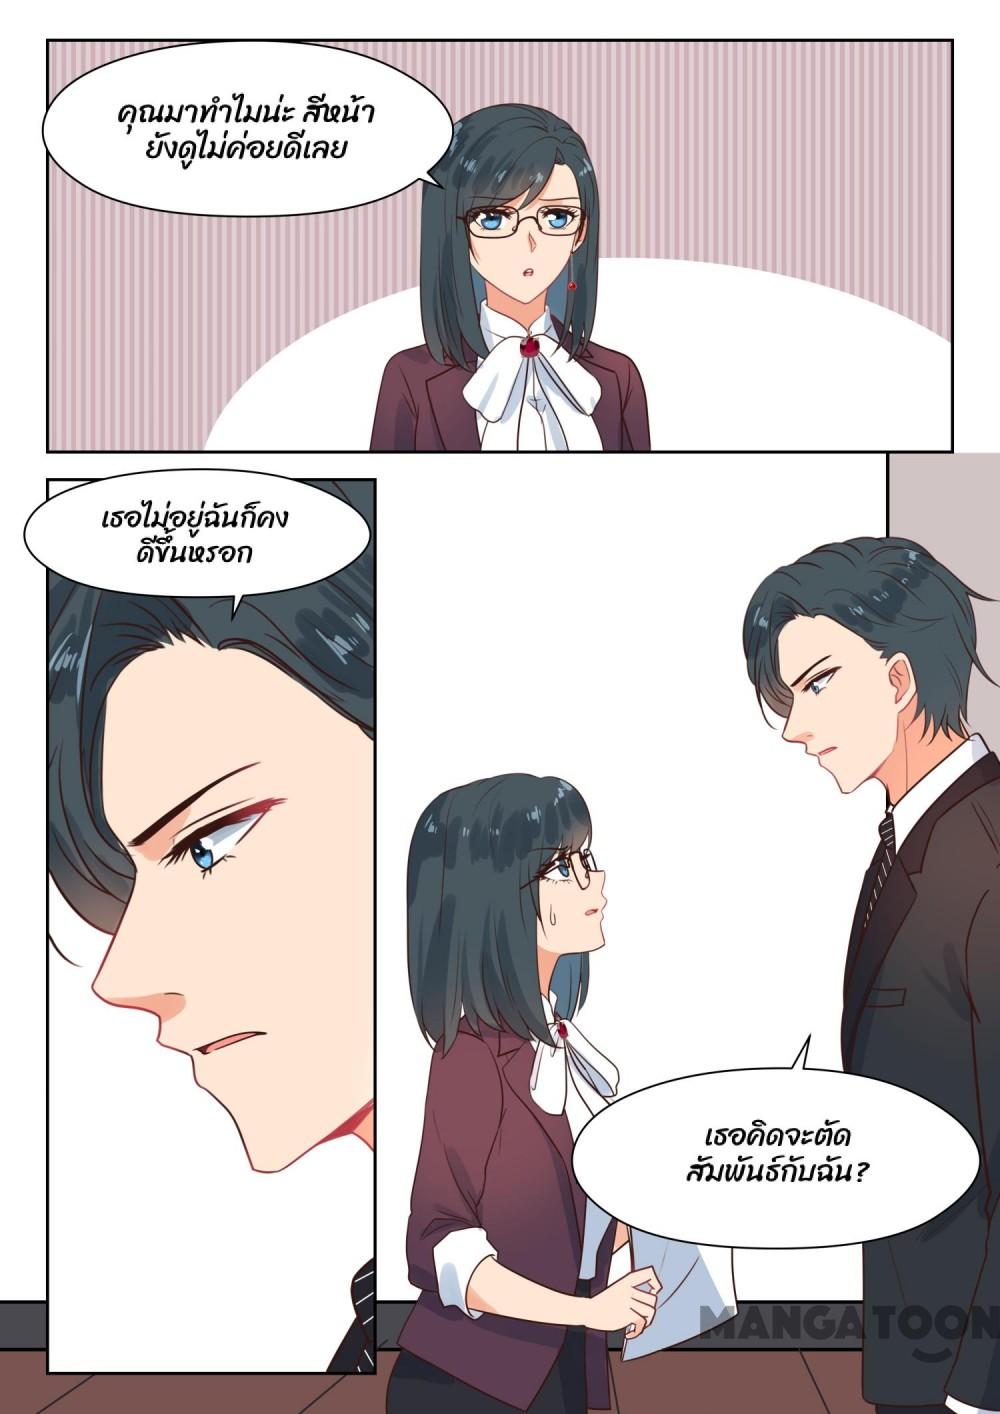 คุณมาทำไมน่ะ สีหน้า
ยังดูไม่ค่อยดีเลย
เธอไม่อยู่ฉันก็คง
ดีขึ้นหรอก
เธอคิดจะตัด
สัมพันธ์กับฉัน?
MANGATOON